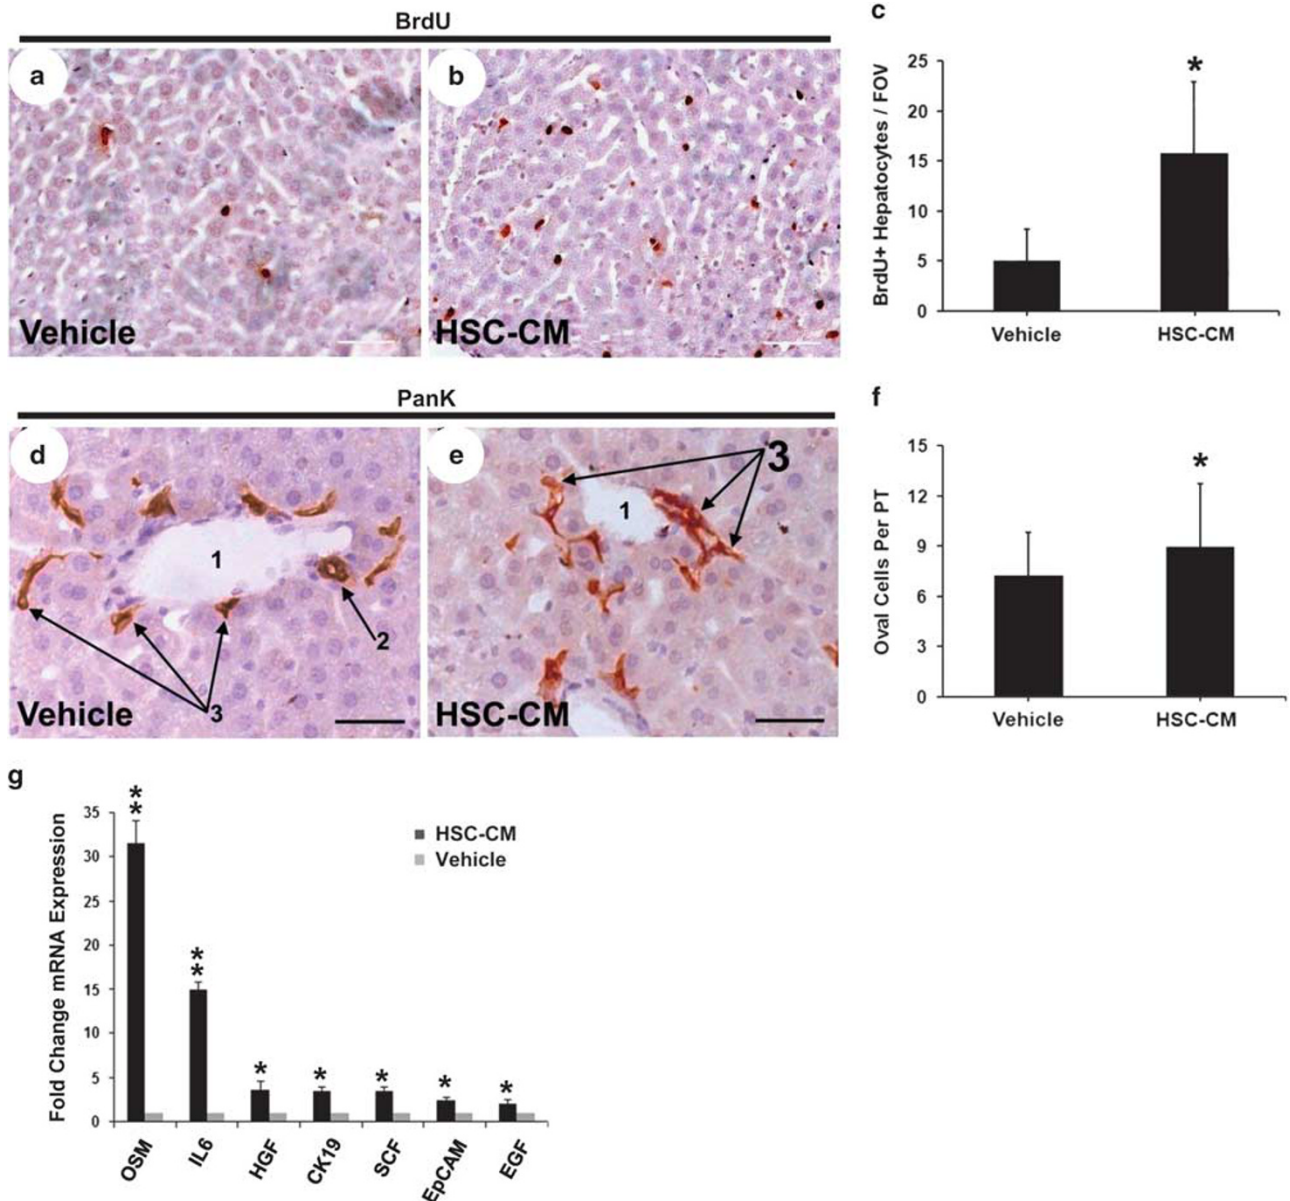 BrdU
a
b
Vehicle
HSC-CM
c
BrdU+ Hepatocytes / FOV
25
20
15
10
5
0
*
Vehicle
HSC-CM
PanK
d
1
2
3
Vehicle
e
1
3
HSC-CM
f
Oval Cells Per PT
15
12
9
6
3
0
*
Vehicle
HSC-CM
g
Fold Change mRNA Expression
35
30
25
20
15
10
5
0
**
**
*
*
*
*
*
HSC-CM
Vehicle
OSM
IL6
HGF
CK19
SCF
EpCAM
EGF